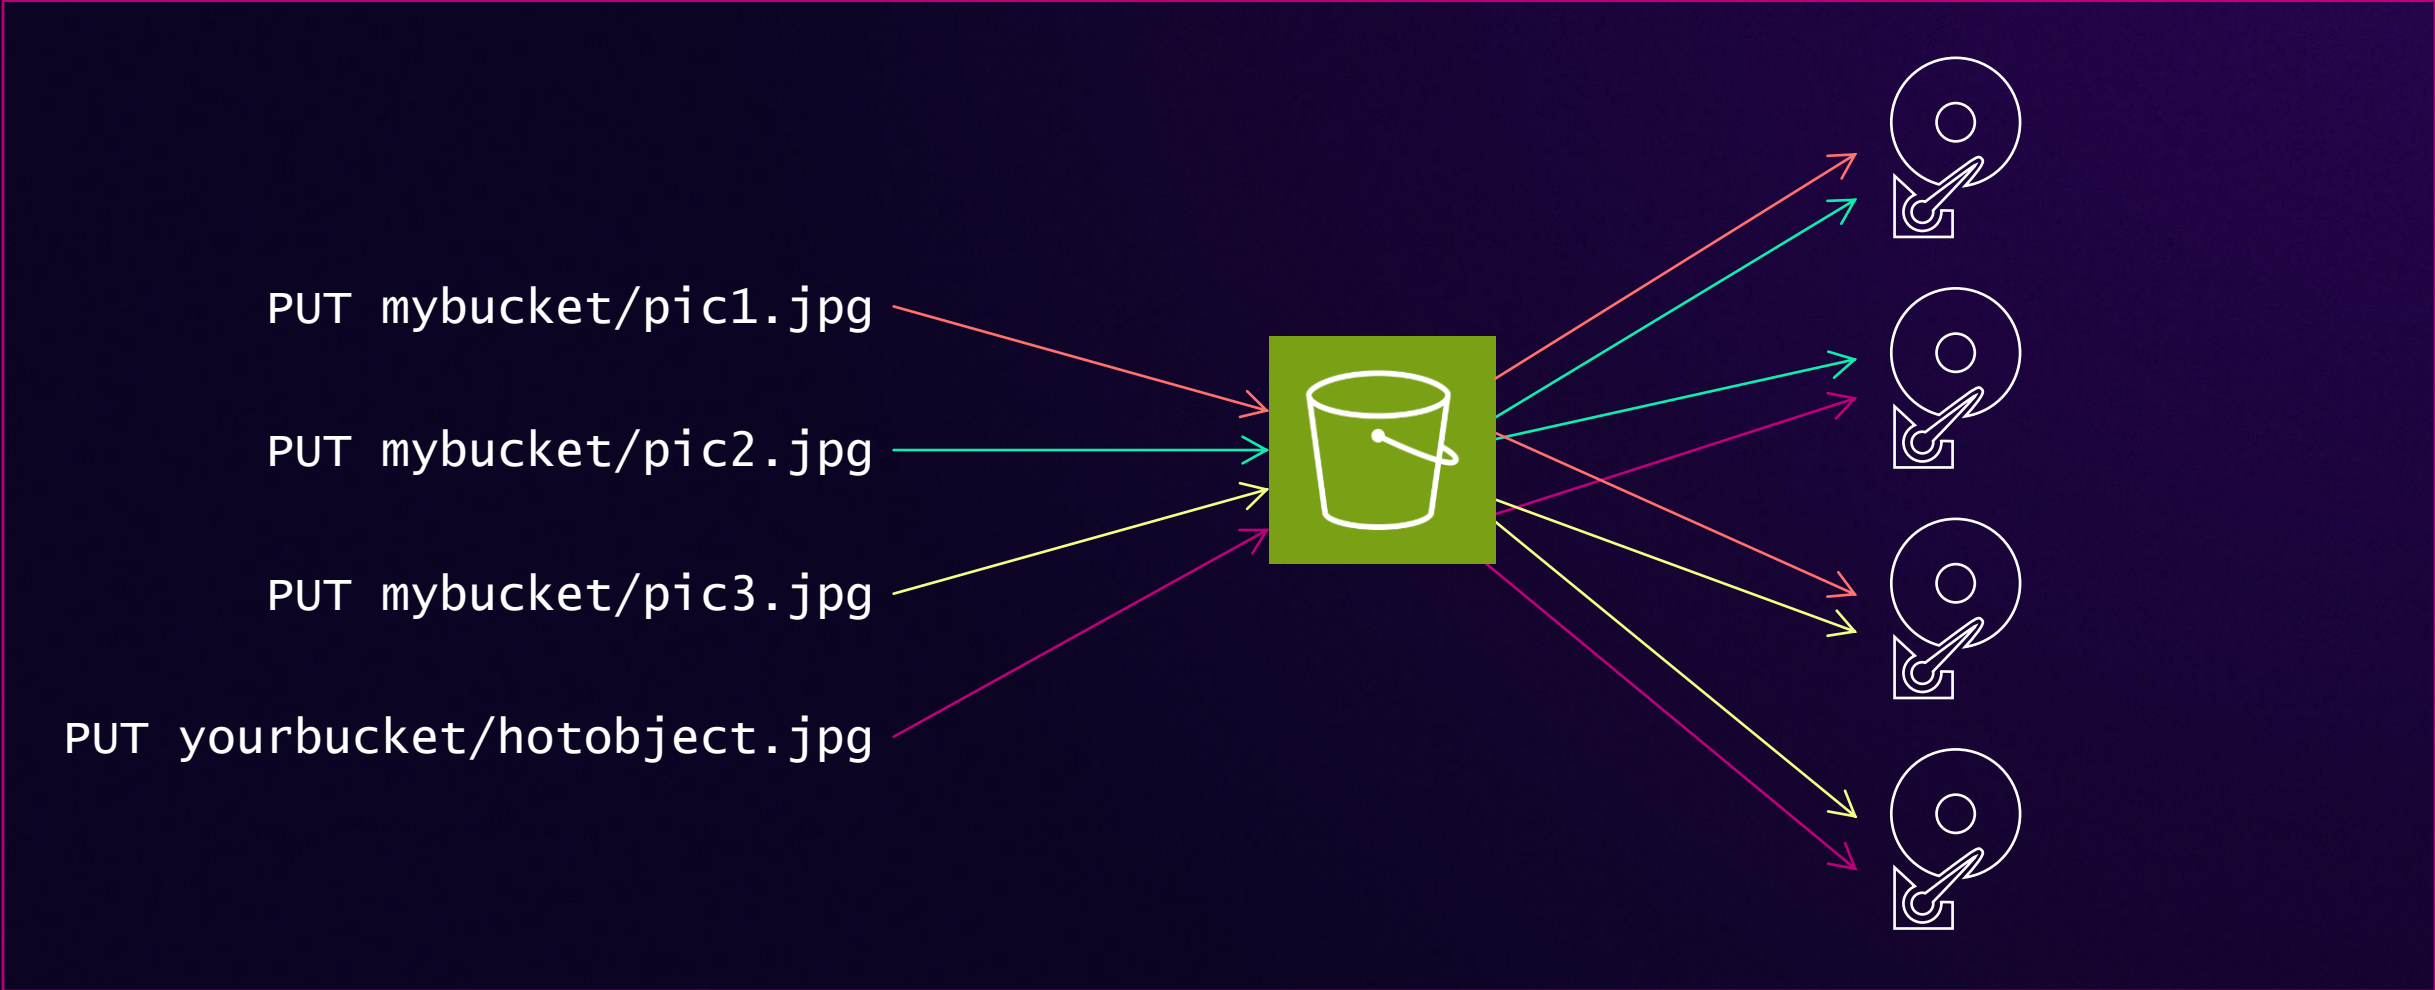 PUT mybucket/pic1.jpg
PUT mybucket/pic2.jpg
PUT mybucket/pic3.jpg
PUT yourbucket/hotobject.jpg